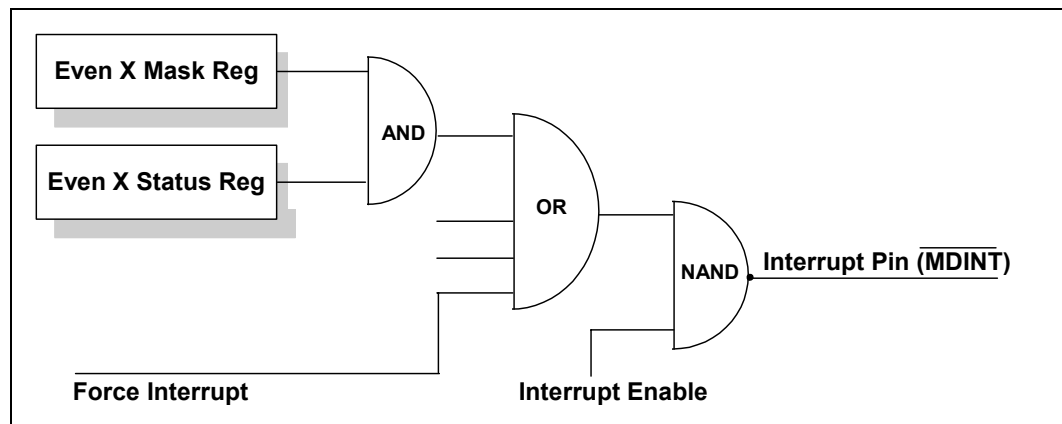 Even X Mask Reg
AND
Even X Status Reg
OR
NAND
Interrupt Pin (MDINT)
Force Interrupt
Interrupt Enable